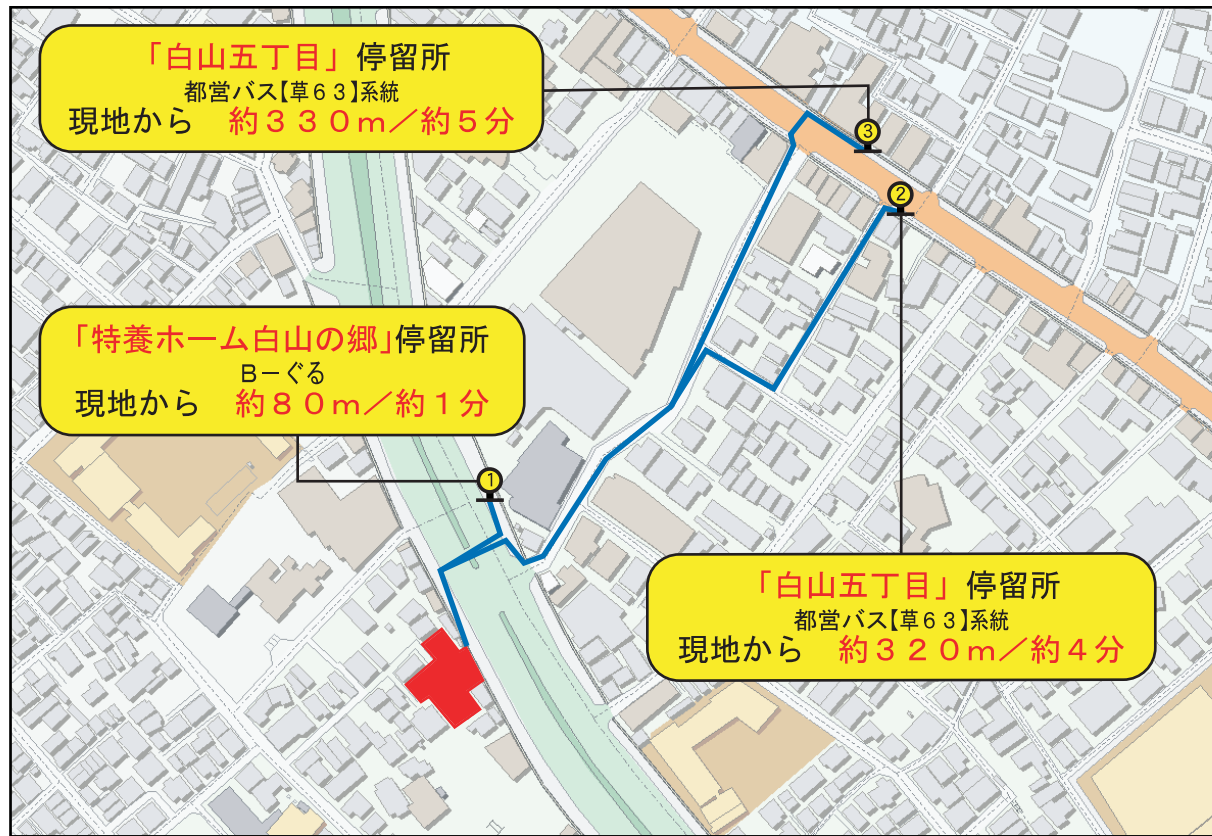 「白山五丁目」停留所
都営バス【草６３】系統
現地から　約３３０ｍ／約５分
③
②
「特養ホーム白山の郷」停留所
Ｂーぐる
現地から　約８０ｍ／約１分
①
「白山五丁目」停留所
都営バス【草６３】系統
現地から　約３２０ｍ／約４分